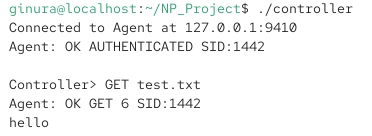 ginura@localhost:~/NP_Project$ ./controller
Connected to Agent at 127.0.0.1:9410
Agent: OK AUTHENTICATED SID:1442

Controller> GET test.txt
Agent: OK GET 6 SID:1442
hello